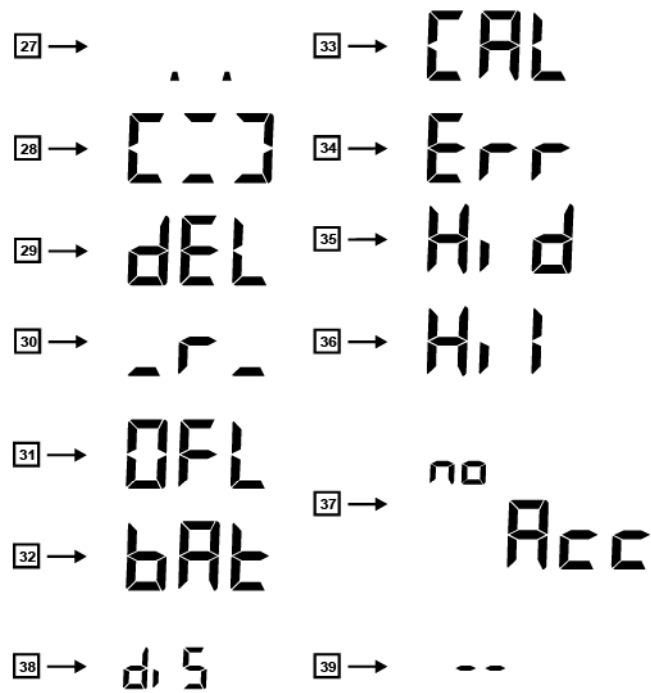 27 . .
28 [ ]
29 dEL
30 _ r _
31 OFL
32 bAt
33 CAL
34 Err
35 Hi d
36 Hi I
37 no
Acc
38 di S
39 --